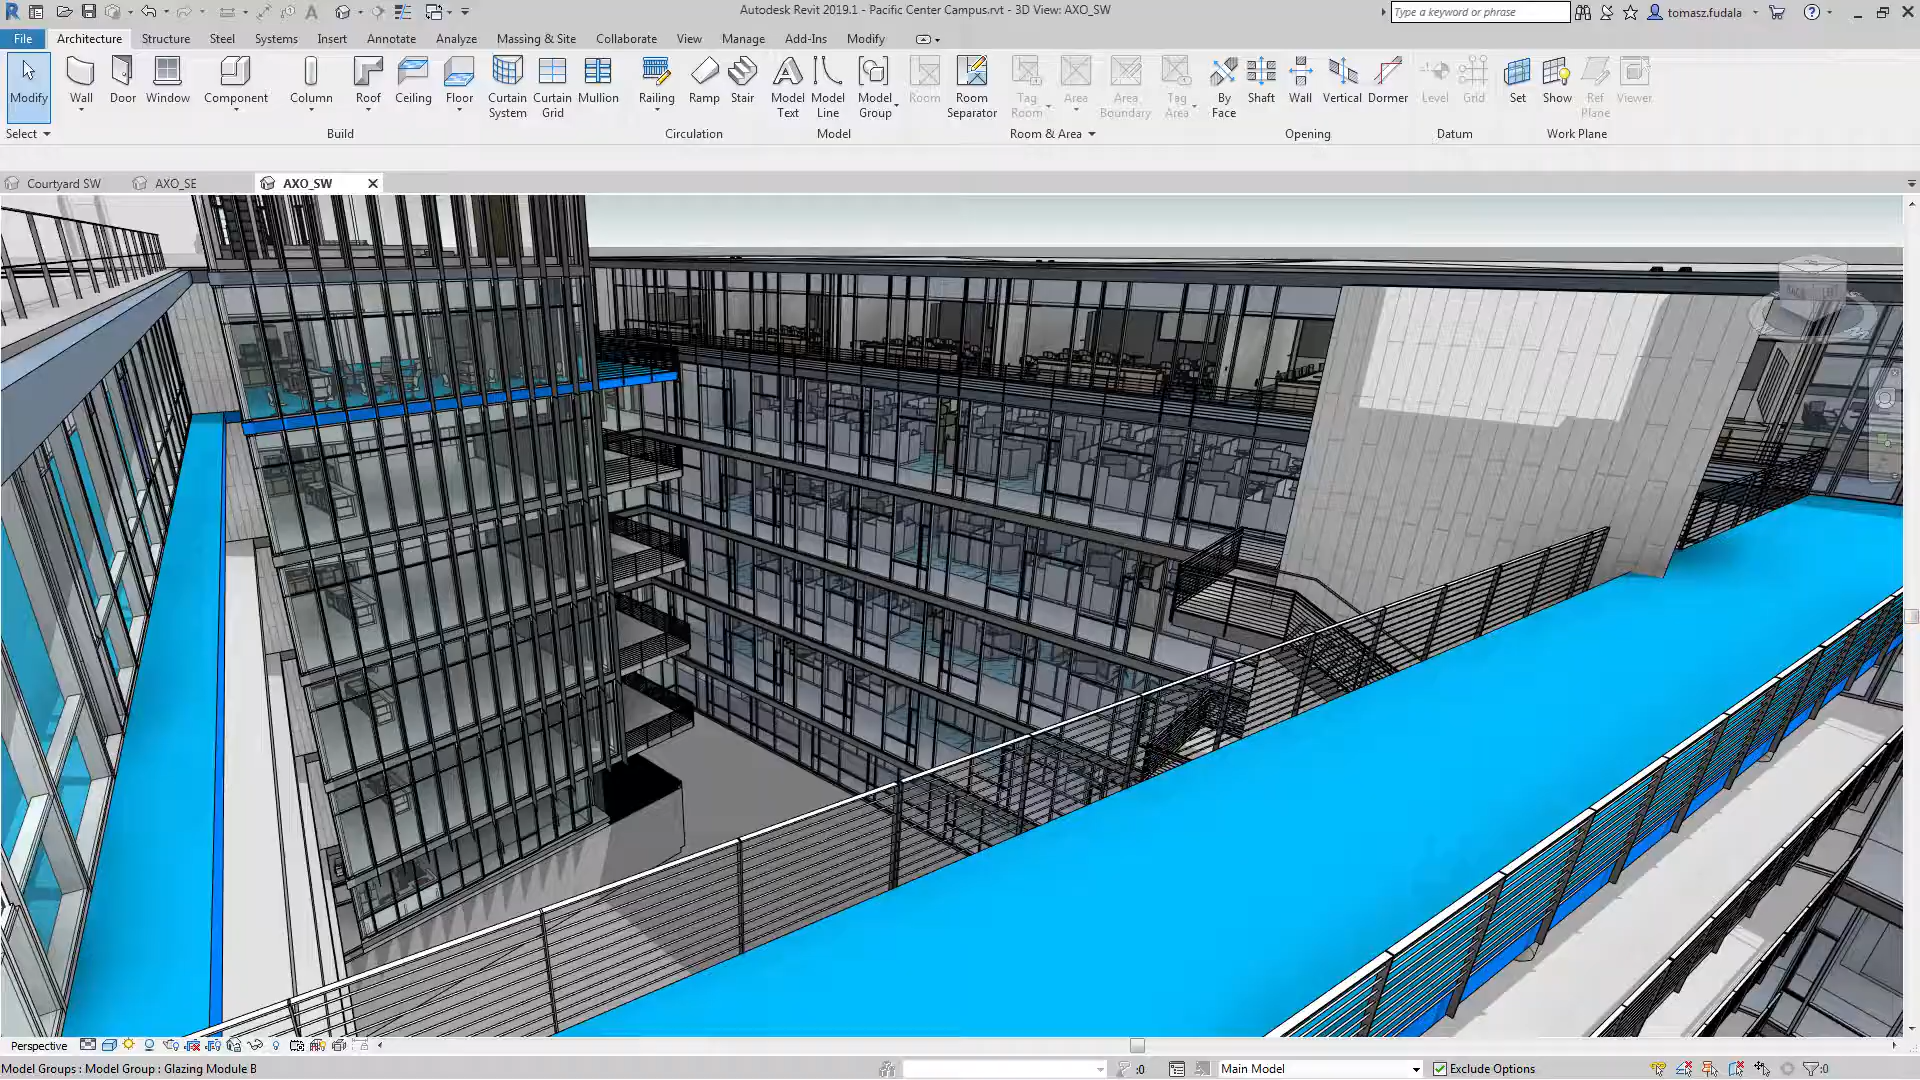 Autodesk Revit 2019.1 - Pacific Center Campus.rvt - 3D View: AXO_SW
Type a keyword or phrase
tomasz.fudala
File Architecture Structure Steel Systems Insert Annotate Analyze Massing & Site Collaborate View Manage Add-Ins Modify
Modify Wall Door Window Component Column Roof Ceiling Floor Curtain System Curtain Grid Mullion Railing Ramp Stair Model Text Model Line Model Group Room Room Separator Tag Room Area Area Boundary Tag Area By Face Shaft Wall Vertical Dormer Level Grid Set Show Ref Plane Viewer
Select Build Circulation Model Room & Area Opening Datum Work Plane
Courtyard SW AXO_SE AXO_SW
BACK LEFT
Perspective
Model Groups : Model Group : Glazing Module B :0 Main Model Exclude Options :0